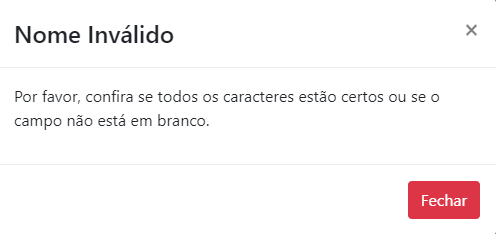 Nome Inválido
×
Por favor, confira se todos os caracteres estão certos ou se o
campo não está em branco.
Fechar